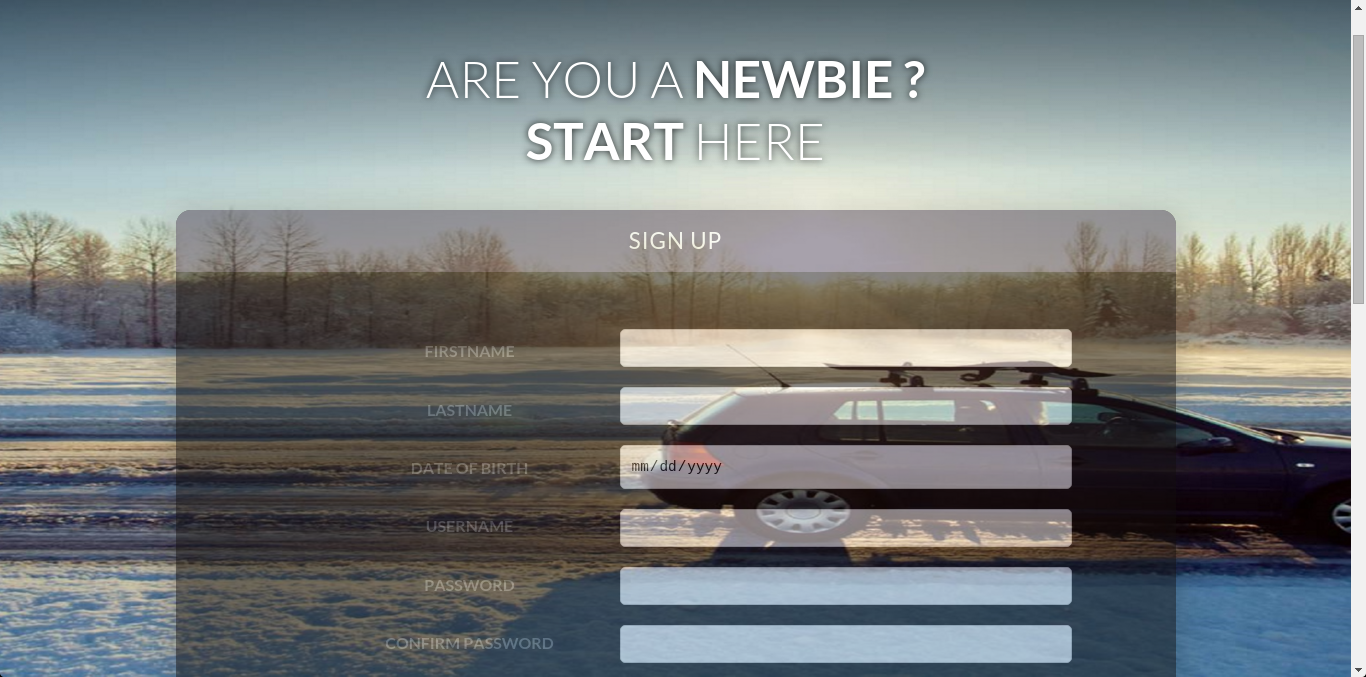 ARE YOU A NEWBIE ?
START HERE
SIGN UP
FIRSTNAME
LASTNAME
DATE OF BIRTH
mm/dd/yyyy
USERNAME
PASSWORD
CONFIRM PASSWORD